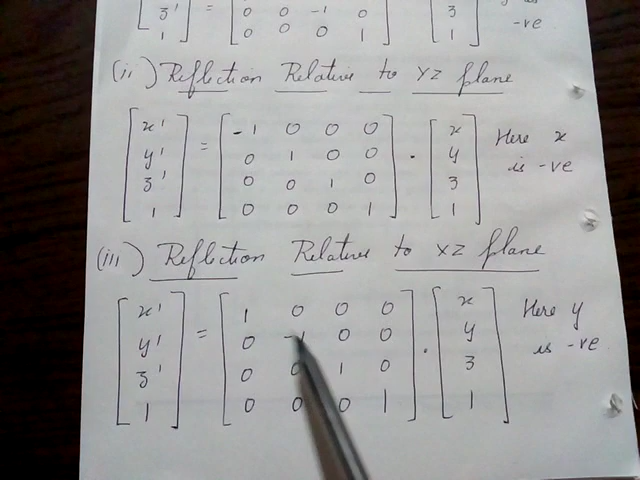 3' = 0 0 -1 0 3
1 0 0 0 1 1 -ve
(ii) Reflection Relative to YZ plane
x' -1 0 0 0 x Here x
y' = 0 1 0 0 . y is -ve
3' 0 0 1 0 3
1 0 0 0 1 1
(iii) Reflection Relative to XZ plane
x' 1 0 0 0 x Here y
y' = 0 -1 0 0 . y is -ve
3' 0 0 1 0 3
1 0 0 0 1 1